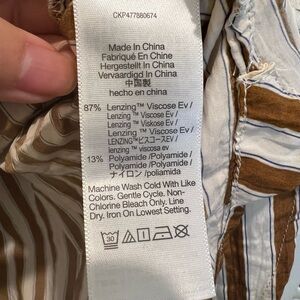 CKP477880674
Made In China
Fabriqué En Chine
Hergestellt In China
Vervaardigd In China
中国製
hecho en china
87% Lenzing™ Viscose Ev /
Lenzing™ Viscose EV /
Lenzing™ Viskose Ev /
Lenzing™ Viscose Ev /
LENZING™ビスコースEV /
lenzing™ viscosa ev
13% Polyamide /Polyamide /
Polyamide /Polyamide /
ナイロン /poliamida
Machine Wash Cold With Like
Colors. Gentle Cycle. Non-
Chlorine Bleach Only. Line
Dry. Iron On Lowest Setting.
30